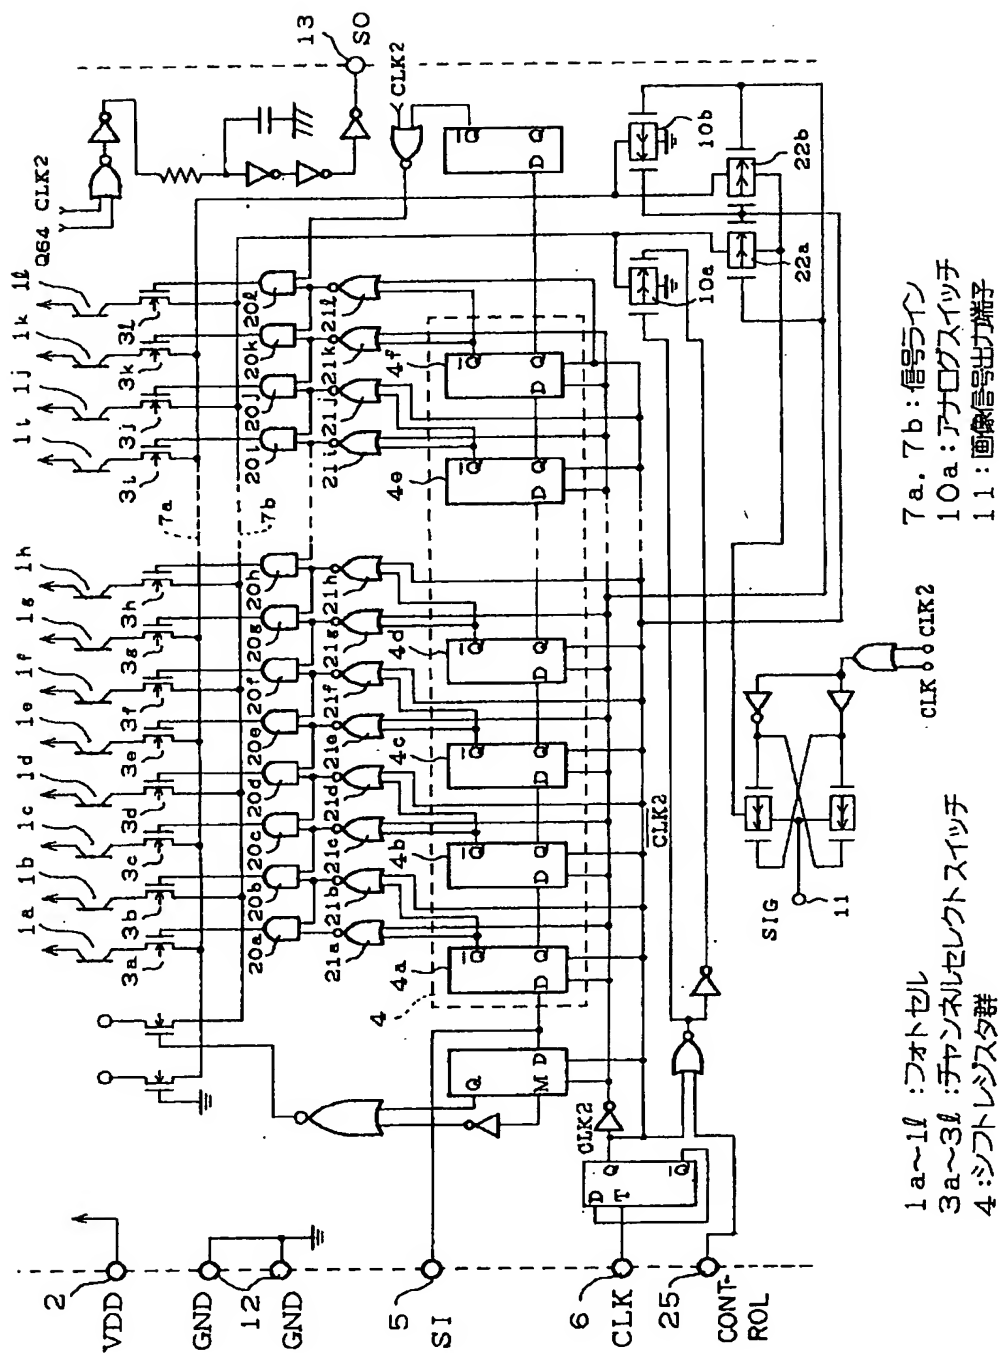 1a 1b 1c 1d 1e 1f 1g 1h 1i 1j 1k 1ℓ
Q64 CLK2
13
SO
CLK2
3a 3b 3c 3d 3e 3f 3g 3h 3i 3j 3k 3ℓ
7a
7b
20a 20b 20c 20d 20e 20f 20g 20h 20i 20j 20k 20ℓ
21a 21b 21c 21d 21e 21f 21g 21h 21i 21j 21k 21ℓ
2
VDD
GND
12
GND
5
SI
6
CLK
25
CONT-
ROL
4
4a 4b 4c 4d 4e 4f
Q
M D
D Q̅ Q
D Q̅ Q
D Q̅ Q
D Q̅ Q
D Q̅ Q
D Q̅ Q
D Q̅ Q
D Q
T Q̅
CLK2
C̅L̅K̅2̅
10a
10b
22a
22b
SIG
11
CLK CLK2
1a~1ℓ:フォトセル
3a~3ℓ:チャンネルセレクトスイッチ
4:シフトレジスタ群
7a.7b:信号ライン
10a:アナログスイッチ
11:画像信号出力端子